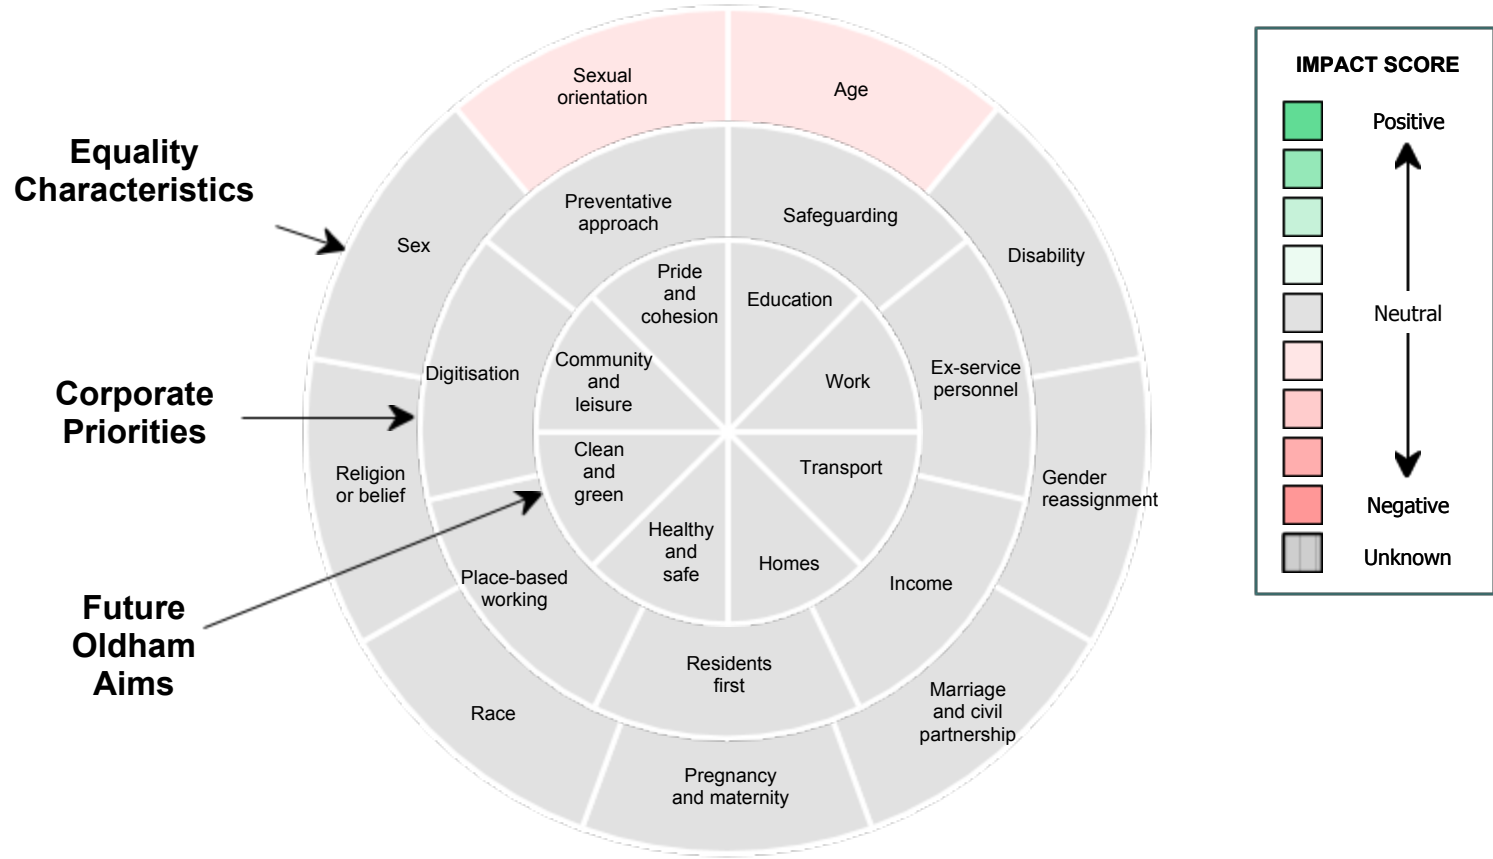 Equality
Characteristics
Corporate
Priorities
Future
Oldham
Aims
Sexual
orientation
Age
Disability
Gender
reassignment
Marriage
and civil
partnership
Pregnancy
and maternity
Race
Religion
or belief
Sex
Preventative
approach
Safeguarding
Ex-service
personnel
Income
Residents
first
Place-based
working
Digitisation
Pride
and
cohesion
Education
Work
Transport
Homes
Healthy
and
safe
Clean
and
green
Community
and
leisure
IMPACT SCORE
Positive
Neutral
Negative
Unknown